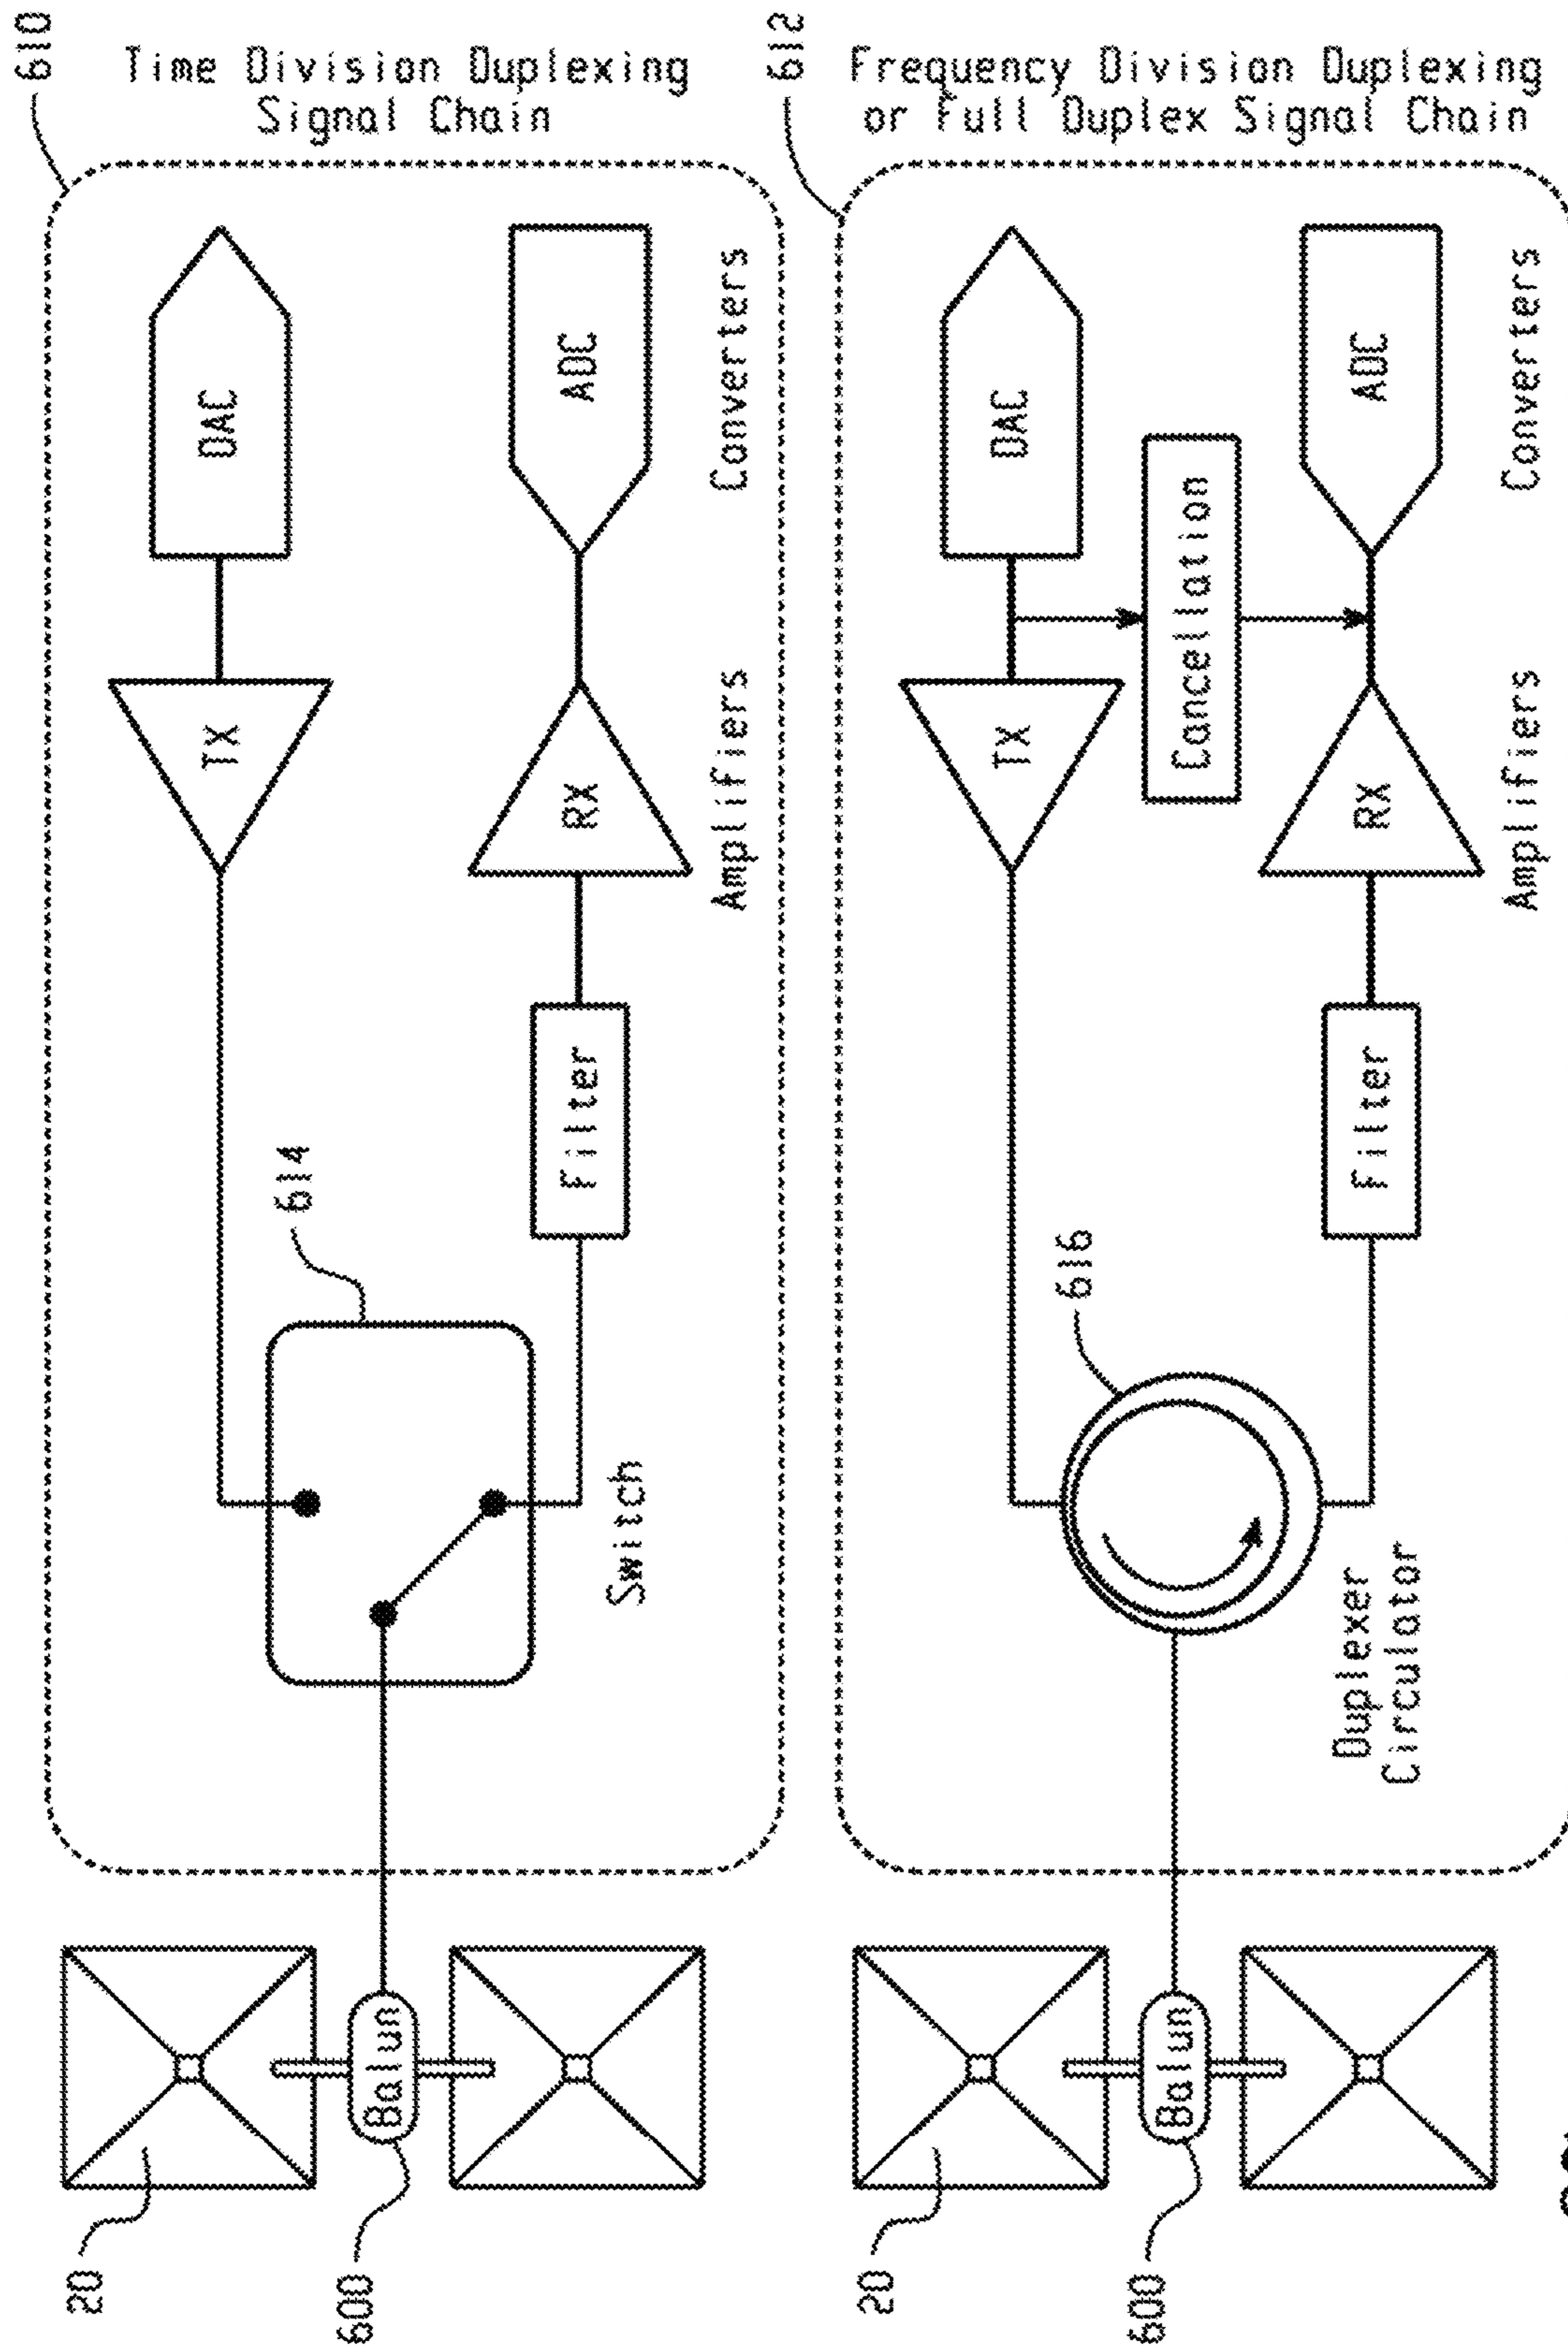 610
Time Division Duplexing
Signal Chain
DAC
ADC
Converters
TX
RX
Amplifiers
Filter
614
Switch
Balun
20
600
612
Frequency Division Duplexing
or Full Duplex Signal Chain
DAC
ADC
Converters
Cancellation
TX
RX
Amplifiers
Filter
616
Duplexer
Circulator
Balun
20
600